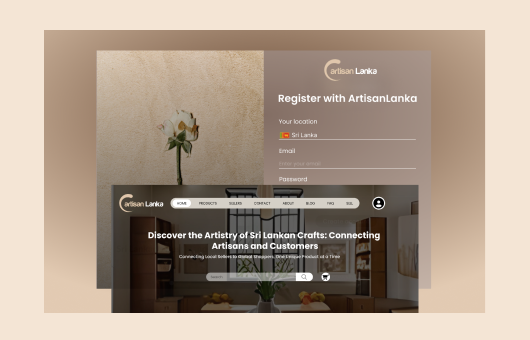 artisan Lanka
Register with ArtisanLanka
Your location
Sri Lanka
Email
Enter your email
Password
artisan Lanka
HOME PRODUCTS SELLERS CONTACT ABOUT BLOG FAQ
Discover the Artistry of Sri Lankan Crafts: Connecting
Artisans and Customers
Connecting Local Sellers to Global Shoppers, One Unique Product at a Time
Search